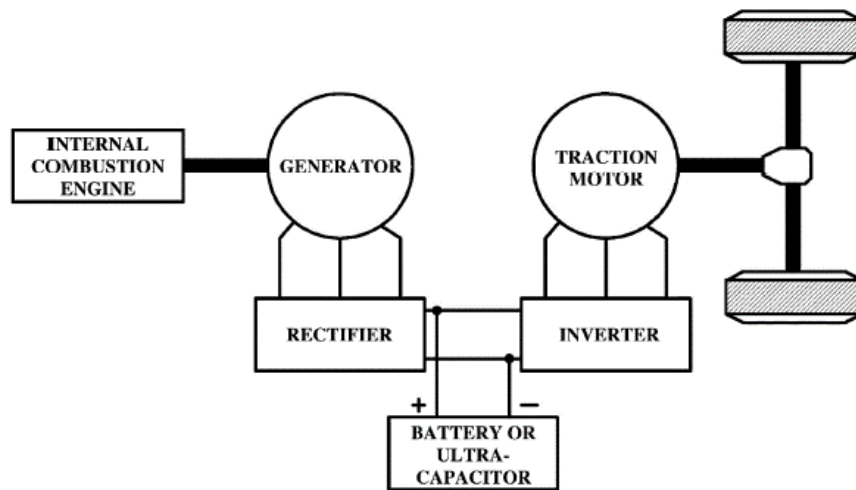 INTERNAL
COMBUSTION
ENGINE
GENERATOR
TRACTION
MOTOR
RECTIFIER
INVERTER
+ −
BATTERY OR
ULTRA-
CAPACITOR